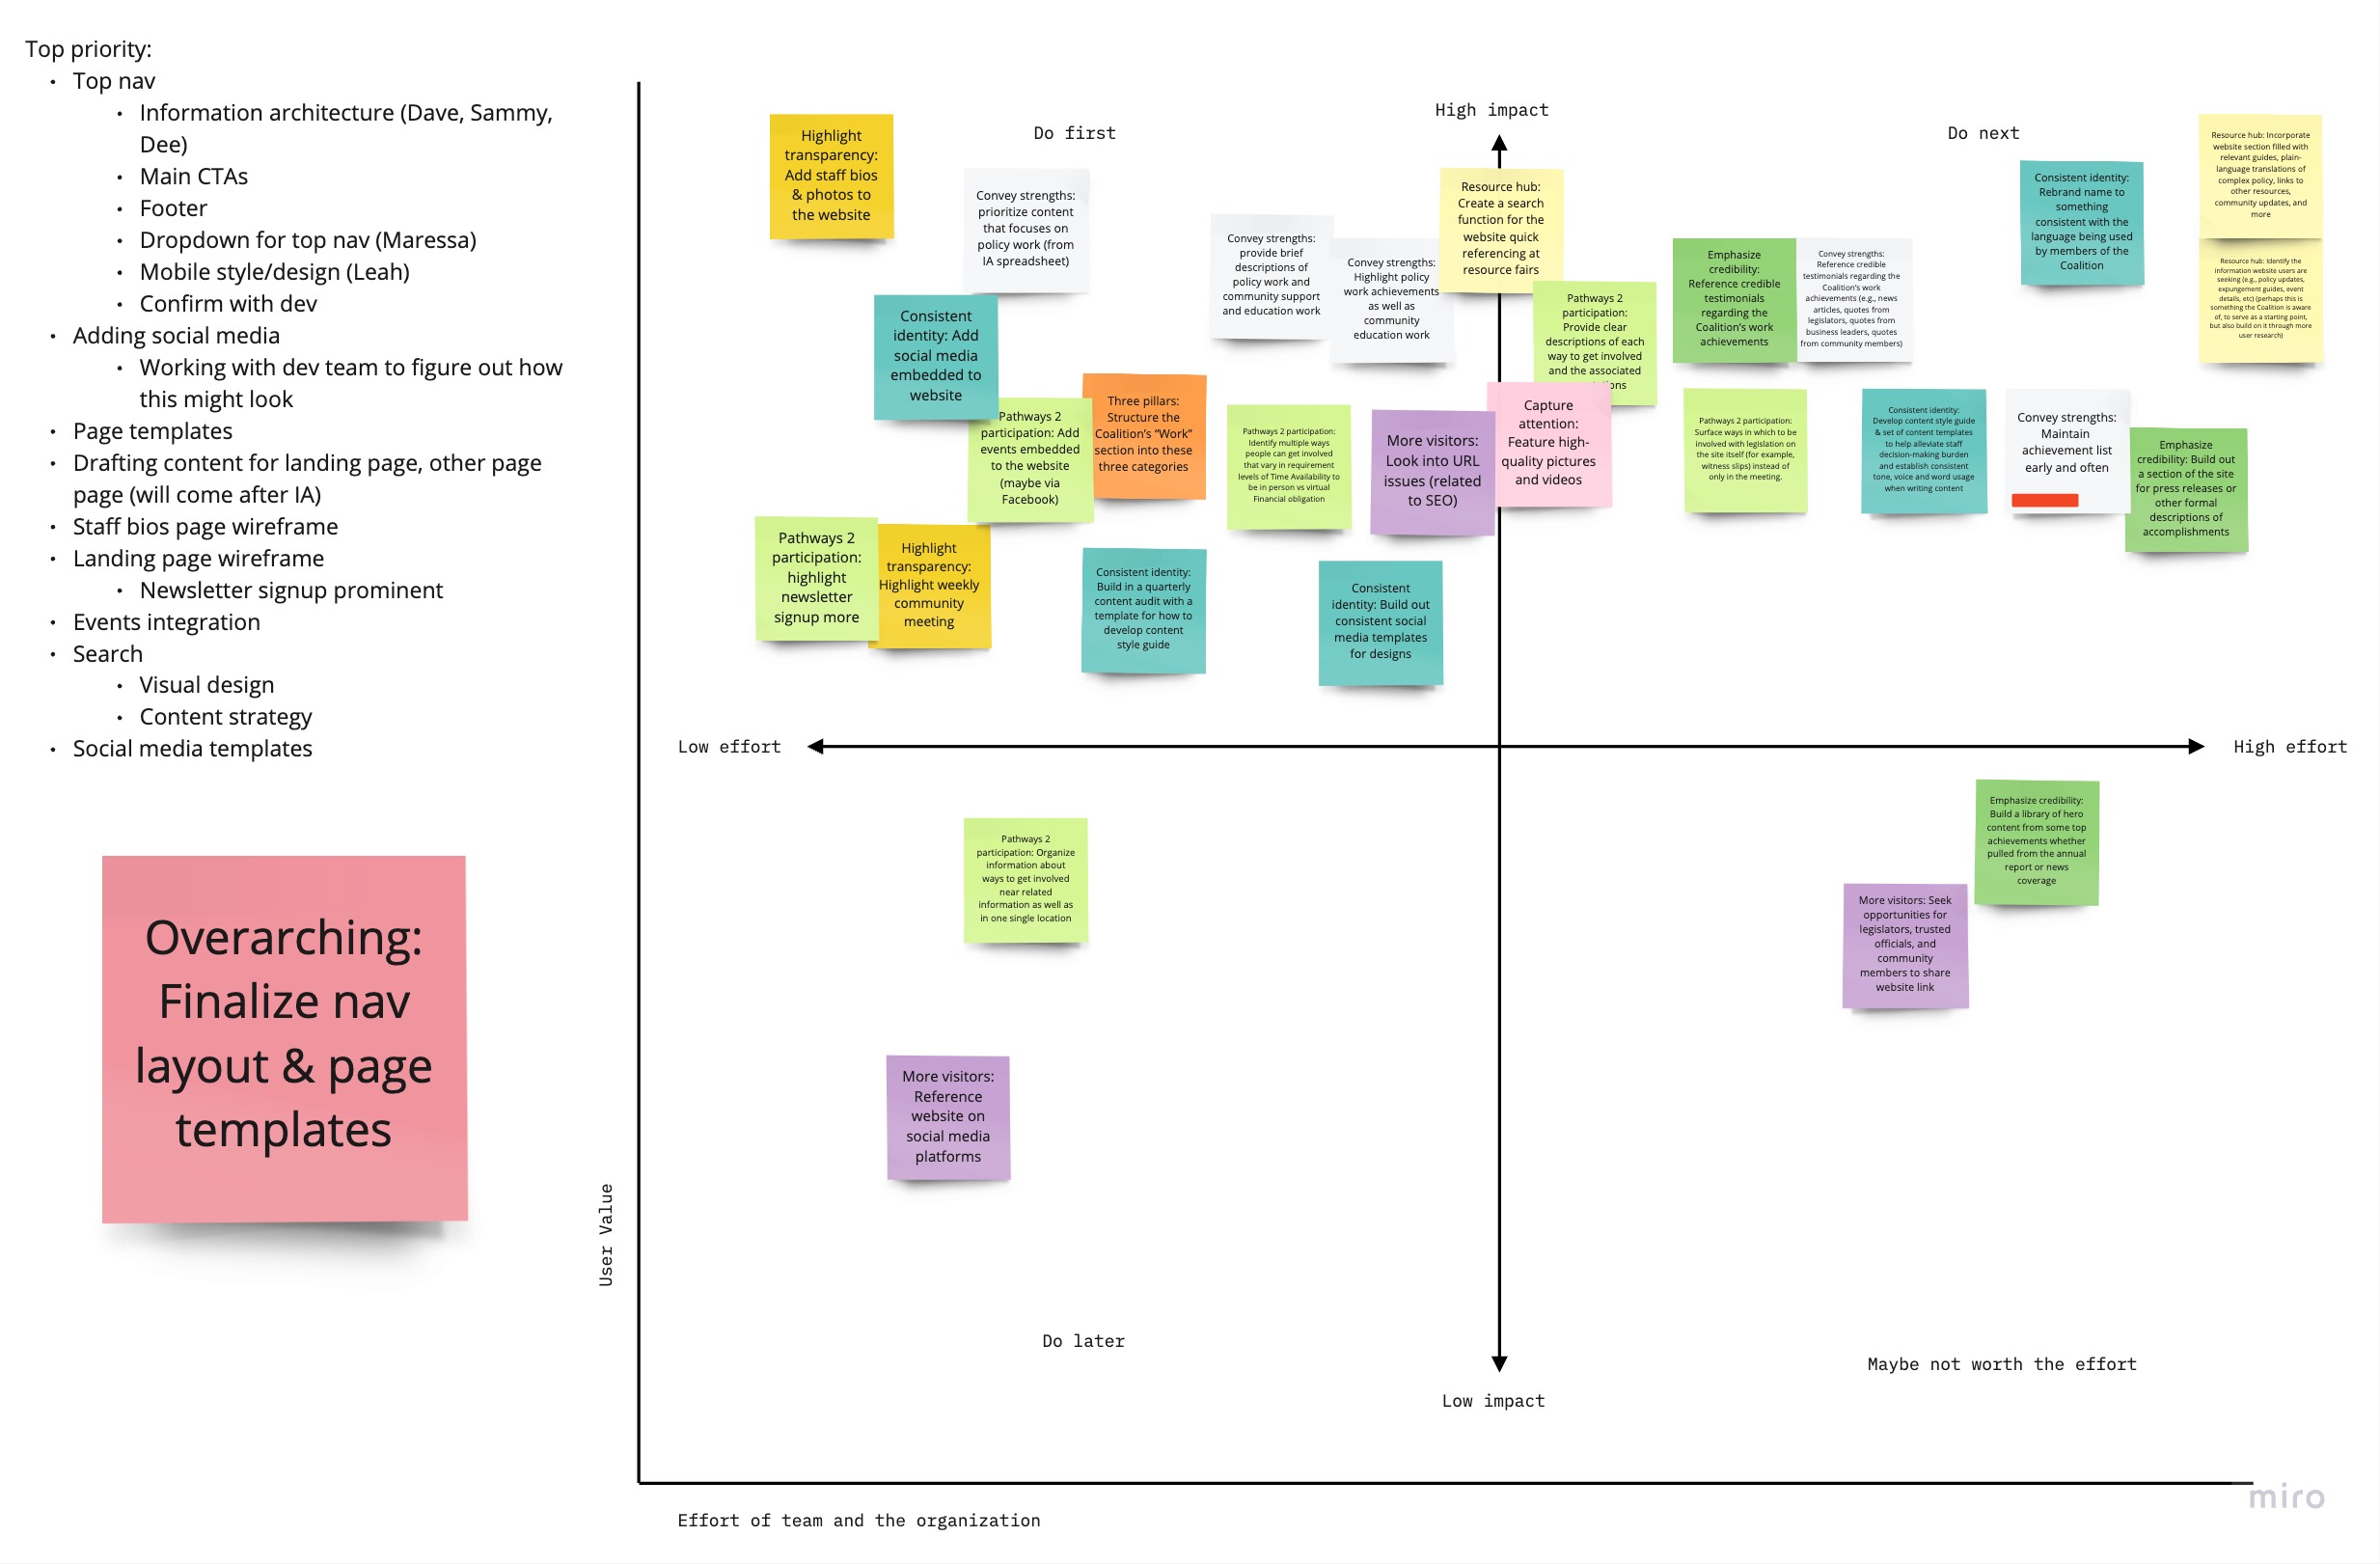 Top priority:
• Top nav
• Information architecture (Dave, Sammy,
Dee)
• Main CTAs
• Footer
• Dropdown for top nav (Maressa)
• Mobile style/design (Leah)
• Confirm with dev
• Adding social media
• Working with dev team to figure out how
this might look
• Page templates
• Drafting content for landing page, other page
page (will come after IA)
• Staff bios page wireframe
• Landing page wireframe
• Newsletter signup prominent
• Events integration
• Search
• Visual design
• Content strategy
• Social media templates
Overarching:
Finalize nav
layout & page
templates
High impact
Do first
Do next
Highlight
transparency:
Add staff bios
& photos to
the website
Convey strengths:
prioritize content
that focuses on
policy work (from
IA spreadsheet)
Convey strengths:
provide brief
descriptions of
policy work and
community support
and education work
Convey strengths:
Highlight policy
work achievements
as well as
community
education work
Resource hub:
Create a search
function for the
website quick
referencing at
resource fairs
Pathways 2
participation:
Provide clear
descriptions of each
way to get involved
and the associated
Emphasize
credibility:
Reference credible
testimonials
regarding the
Coalition's work
achievements
Convey strengths:
Reference credible
testimonials regarding the
Coalition's work
achievements (e.g., news
articles, quotes from
legislators, quotes from
business leaders, quotes
from community members)
Consistent identity:
Rebrand name to
something
consistent with the
language being used
by members of the
Coalition
Resource hub: Incorporate
website section filled with
relevant guides, plain-
language translations of
complex policy, links to
other resources,
community updates, and
more
Resource hub: Identify the
information website users are
seeking (e.g., policy updates,
expungement guides, event
details, etc) (perhaps this is
something the Coalition is aware
of, to serve as a starting point,
but also build on it through more
user research)
Consistent
identity: Add
social media
embedded to
website
Pathways 2
participation: Add
events embedded
to the website
(maybe via
Facebook)
Three pillars:
Structure the
Coalition's “Work”
section into these
three categories
Pathways 2 participation:
Identify multiple ways
people can get involved
that vary in requirement
levels of Time Availability to
be in person vs virtual
Financial obligation
More visitors:
Look into URL
issues (related
to SEO)
Capture
attention:
Feature high-
quality pictures
and videos
Pathways 2 participation:
Surface ways in which to be
involved with legislation on
the site itself (for example,
witness slips) instead of
only in the meeting.
Consistent identity:
Develop content style guide
& set of content templates
to help alleviate staff
decision-making burden
and establish consistent
tone, voice and word usage
when writing content
Convey strengths:
Maintain
achievement list
early and often
Emphasize
credibility: Build out
a section of the site
for press releases or
other formal
descriptions of
accomplishments
Pathways 2
participation:
highlight
newsletter
signup more
Highlight
transparency:
Highlight weekly
community
meeting
Consistent identity:
Build in a quarterly
content audit with a
template for how to
develop content
style guide
Consistent
identity: Build out
consistent social
media templates
for designs
Low effort
High effort
Pathways 2
participation: Organize
information about
ways to get involved
near related
information as well as
in one single location
More visitors:
Reference
website on
social media
platforms
Emphasize credibility:
Build a library of hero
content from some top
achievements whether
pulled from the annual
report or news
coverage
More visitors: Seek
opportunities for
legislators, trusted
officials, and
community
members to share
website link
User Value
Do later
Maybe not worth the effort
Low impact
Effort of team and the organization
miro